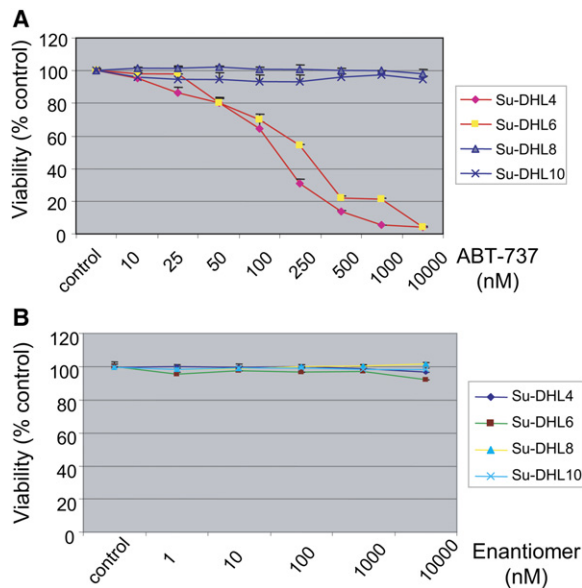 A
Viability (% control)
120
100
80
60
40
20
0
control
10
25
50
100
250
500
1000
10000
ABT-737
(nM)
Su-DHL4
Su-DHL6
Su-DHL8
Su-DHL10
B
Viability (% control)
120
100
80
60
40
20
0
control
1
10
100
1000
10000
Enantiomer
(nM)
Su-DHL4
Su-DHL6
Su-DHL8
Su-DHL10